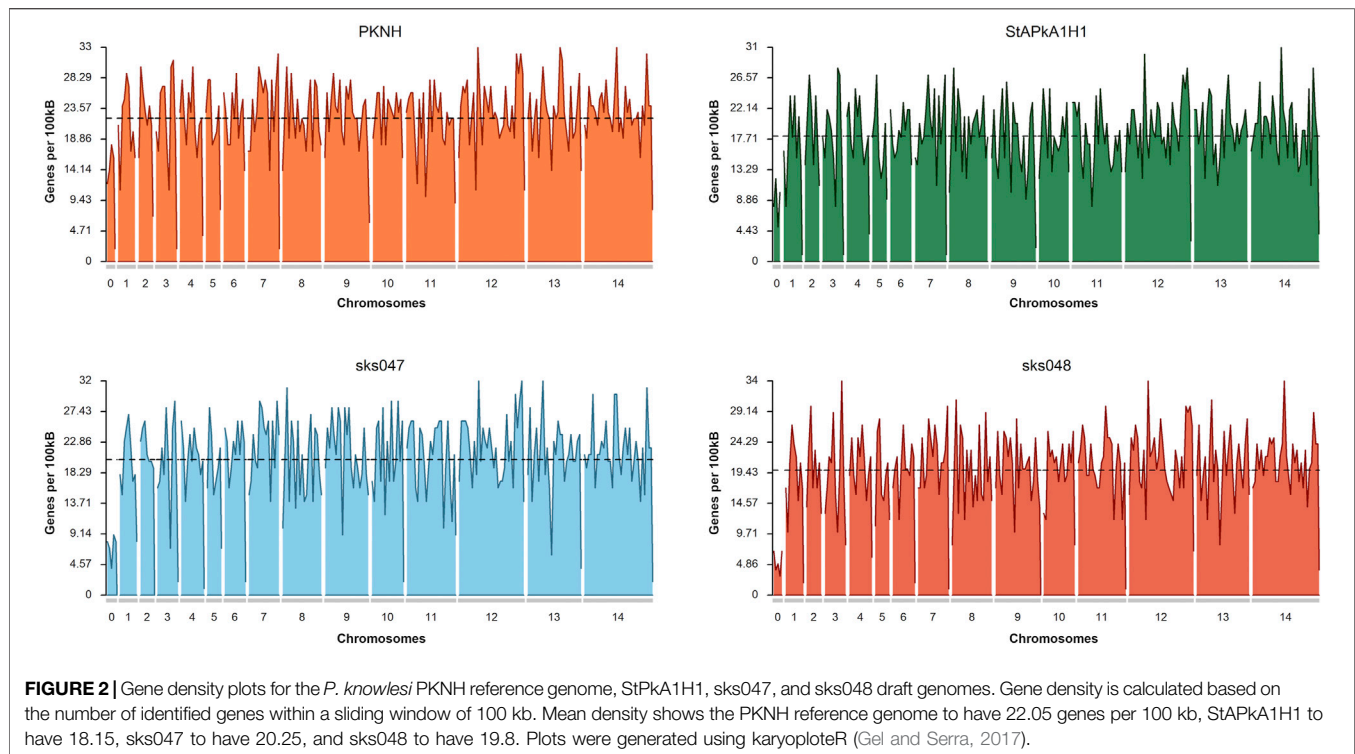 PKNH
33
28.29
23.57
18.86
14.14
9.43
4.71
0
Genes per 100kB
0 1 2 3 4 5 6 7 8 9 10 11 12 13 14
Chromosomes
StAPkA1H1
31
26.57
22.14
17.71
13.29
8.86
4.43
0
Genes per 100kB
0 1 2 3 4 5 6 7 8 9 10 11 12 13 14
Chromosomes
sks047
32
27.43
22.86
18.29
13.71
9.14
4.57
0
Genes per 100kB
0 1 2 3 4 5 6 7 8 9 10 11 12 13 14
Chromosomes
sks048
34
29.14
24.29
19.43
14.57
9.71
4.86
0
Genes per 100kB
0 1 2 3 4 5 6 7 8 9 10 11 12 13 14
Chromosomes
FIGURE 2 | Gene density plots for the P. knowlesi PKNH reference genome, StPkA1H1, sks047, and sks048 draft genomes. Gene density is calculated based on
the number of identified genes within a sliding window of 100 kb. Mean density shows the PKNH reference genome to have 22.05 genes per 100 kb, StAPkA1H1 to
have 18.15, sks047 to have 20.25, and sks048 to have 19.8. Plots were generated using karyoploteR (Gel and Serra, 2017).